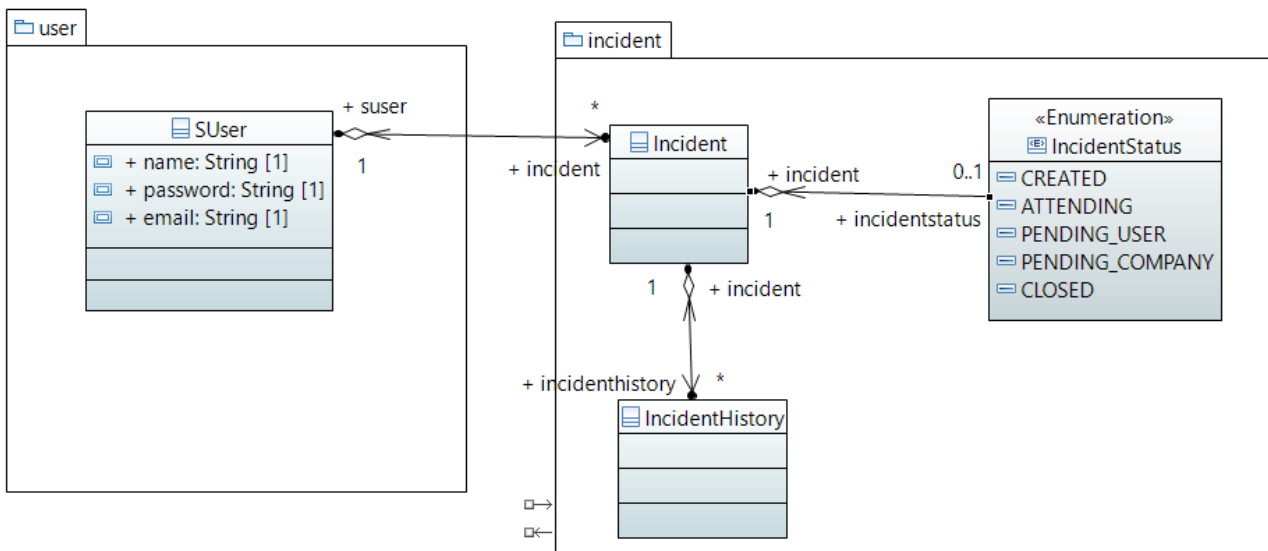 user
SUser
+ name: String [1]
+ password: String [1]
+ email: String [1]
+ suser
1
*
+ incident
incident
Incident
+ incident
1
0..1
+ incidentstatus
«Enumeration»
IncidentStatus
CREATED
ATTENDING
PENDING_USER
PENDING_COMPANY
CLOSED
1
+ incident
+ incidenthistory
*
IncidentHistory